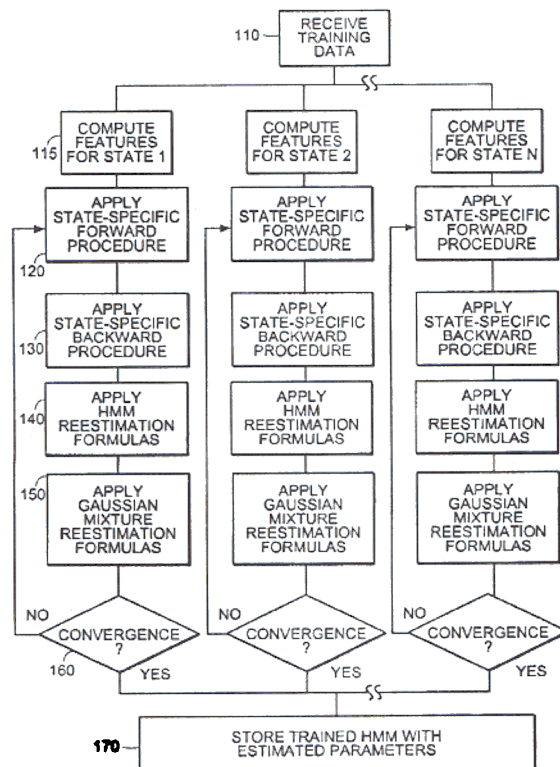 110
RECEIVE
TRAINING
DATA
115
COMPUTE
FEATURES
FOR STATE 1
COMPUTE
FEATURES
FOR STATE 2
COMPUTE
FEATURES
FOR STATE N
120
APPLY
STATE-SPECIFIC
FORWARD
PROCEDURE
APPLY
STATE-SPECIFIC
FORWARD
PROCEDURE
APPLY
STATE-SPECIFIC
FORWARD
PROCEDURE
130
APPLY
STATE-SPECIFIC
BACKWARD
PROCEDURE
APPLY
STATE-SPECIFIC
BACKWARD
PROCEDURE
APPLY
STATE-SPECIFIC
BACKWARD
PROCEDURE
140
APPLY
HMM
REESTIMATION
FORMULAS
APPLY
HMM
REESTIMATION
FORMULAS
APPLY
HMM
REESTIMATION
FORMULAS
150
APPLY
GAUSSIAN
MIXTURE
REESTIMATION
FORMULAS
APPLY
GAUSSIAN
MIXTURE
REESTIMATION
FORMULAS
APPLY
GAUSSIAN
MIXTURE
REESTIMATION
FORMULAS
NO
CONVERGENCE
?
160
YES
NO
CONVERGENCE
?
YES
NO
CONVERGENCE
?
YES
170
STORE TRAINED HMM WITH
ESTIMATED PARAMETERS